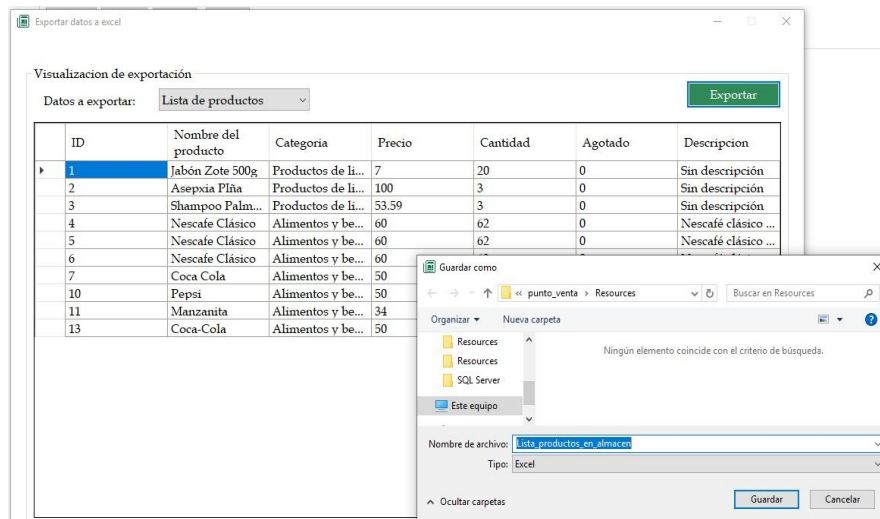 Exportar datos a excel
Visualizacion de exportación
Datos a exportar: Lista de productos Exportar
ID Nombre del producto Categoria Precio Cantidad Agotado Descripcion
1 Jabón Zote 500g Productos de li... 7 20 0 Sin descripción
2 Asepxia PIña Productos de li... 100 3 0 Sin descripción
3 Shampoo Palm... Productos de li... 53.59 3 0 Sin descripción
4 Nescafe Clásico Alimentos y be... 60 62 0 Nescafé clásico ...
5 Nescafe Clásico Alimentos y be... 60 62 0 Nescafé clásico ...
6 Nescafe Clásico Alimentos y be... 60
7 Coca Cola Alimentos y be... 50
10 Pepsi Alimentos y be... 50
11 Manzanita Alimentos y be... 34
13 Coca-Cola Alimentos y be... 50
Guardar como
« punto_venta › Resources Buscar en Resources
Organizar Nueva carpeta
Resources
Resources
SQL Server
Este equipo
Ningún elemento coincide con el criterio de búsqueda.
Nombre de archivo: Lista_productos_en_almacen
Tipo: Excel
Ocultar carpetas Guardar Cancelar